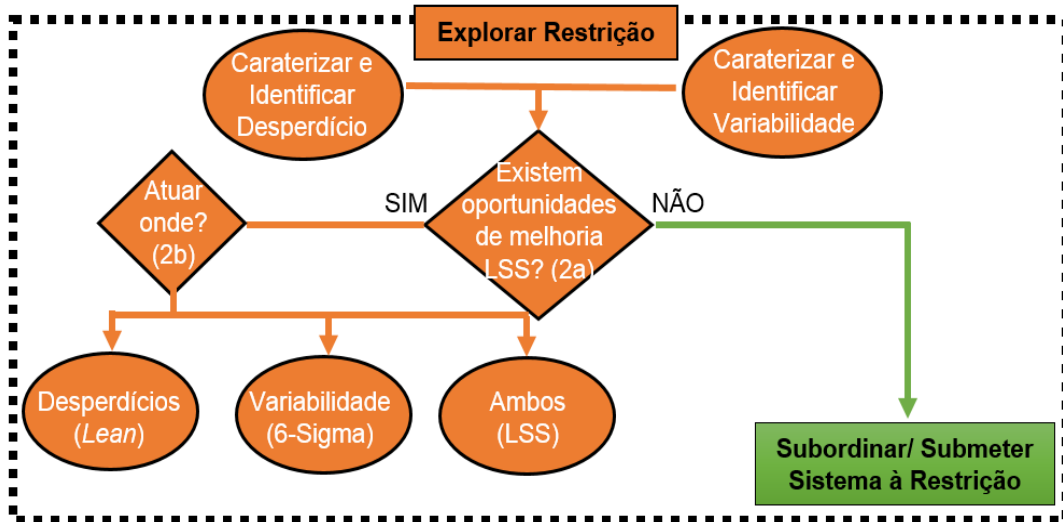 Explorar Restrição
Caraterizar e
Identificar
Desperdício
Caraterizar e
Identificar
Variabilidade
Existem
oportunidades
de melhoria
LSS? (2a)
SIM
NÃO
Atuar
onde?
(2b)
Desperdícios
(Lean)
Variabilidade
(6-Sigma)
Ambos
(LSS)
Subordinar/ Submeter
Sistema à Restrição